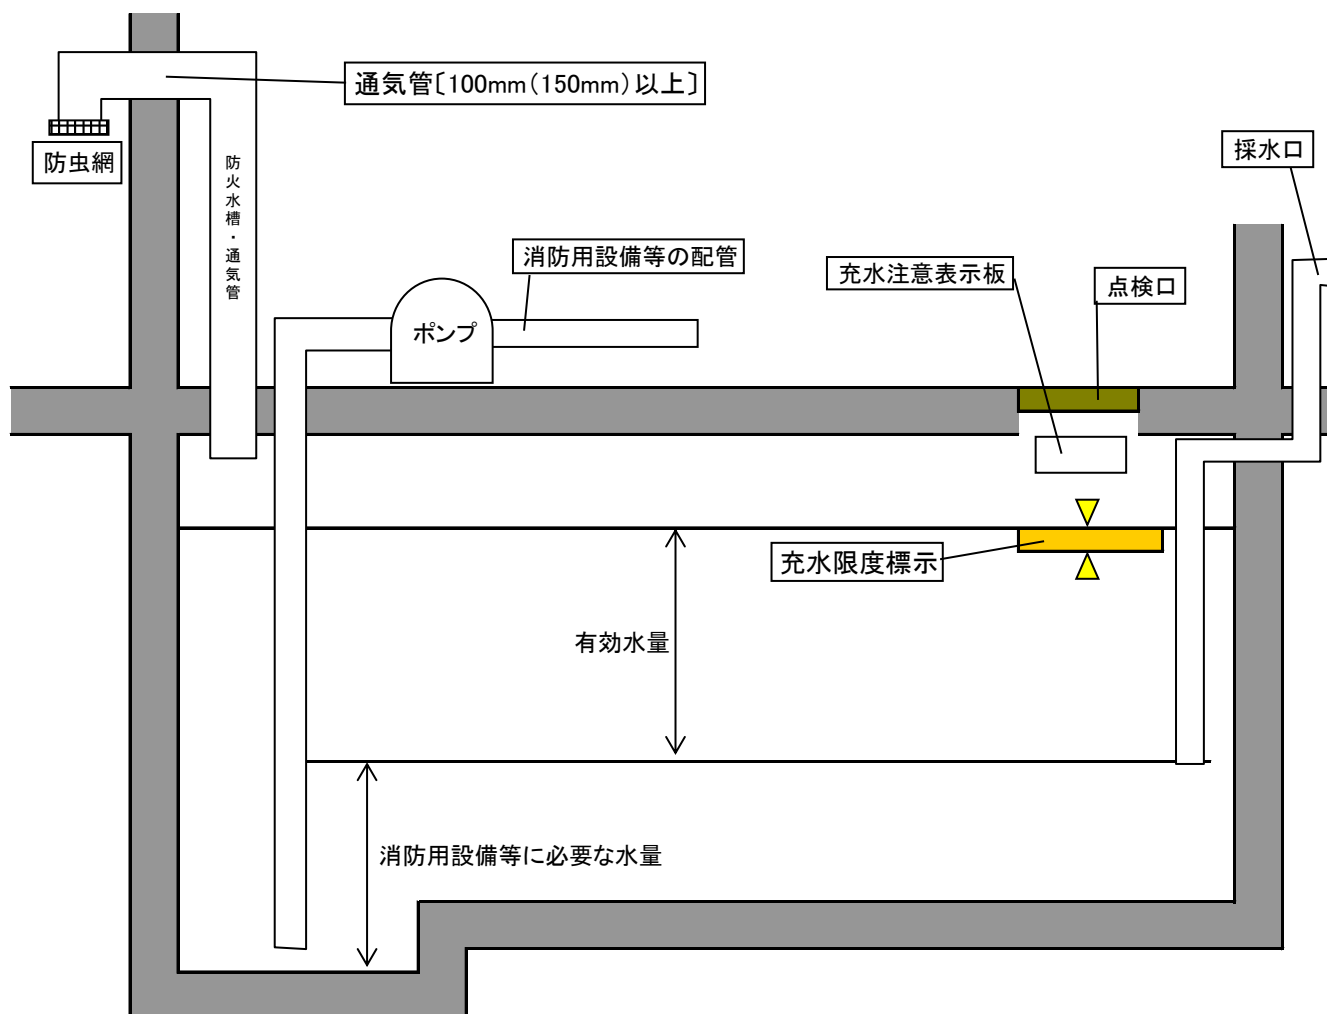 通気管〔100mm（150mm）以上〕
防虫網
採水口
防火水槽・通気管
消防用設備等の配管
充水注意表示板
点検口
ポンプ
充水限度標示
有効水量
消防用設備等に必要な水量